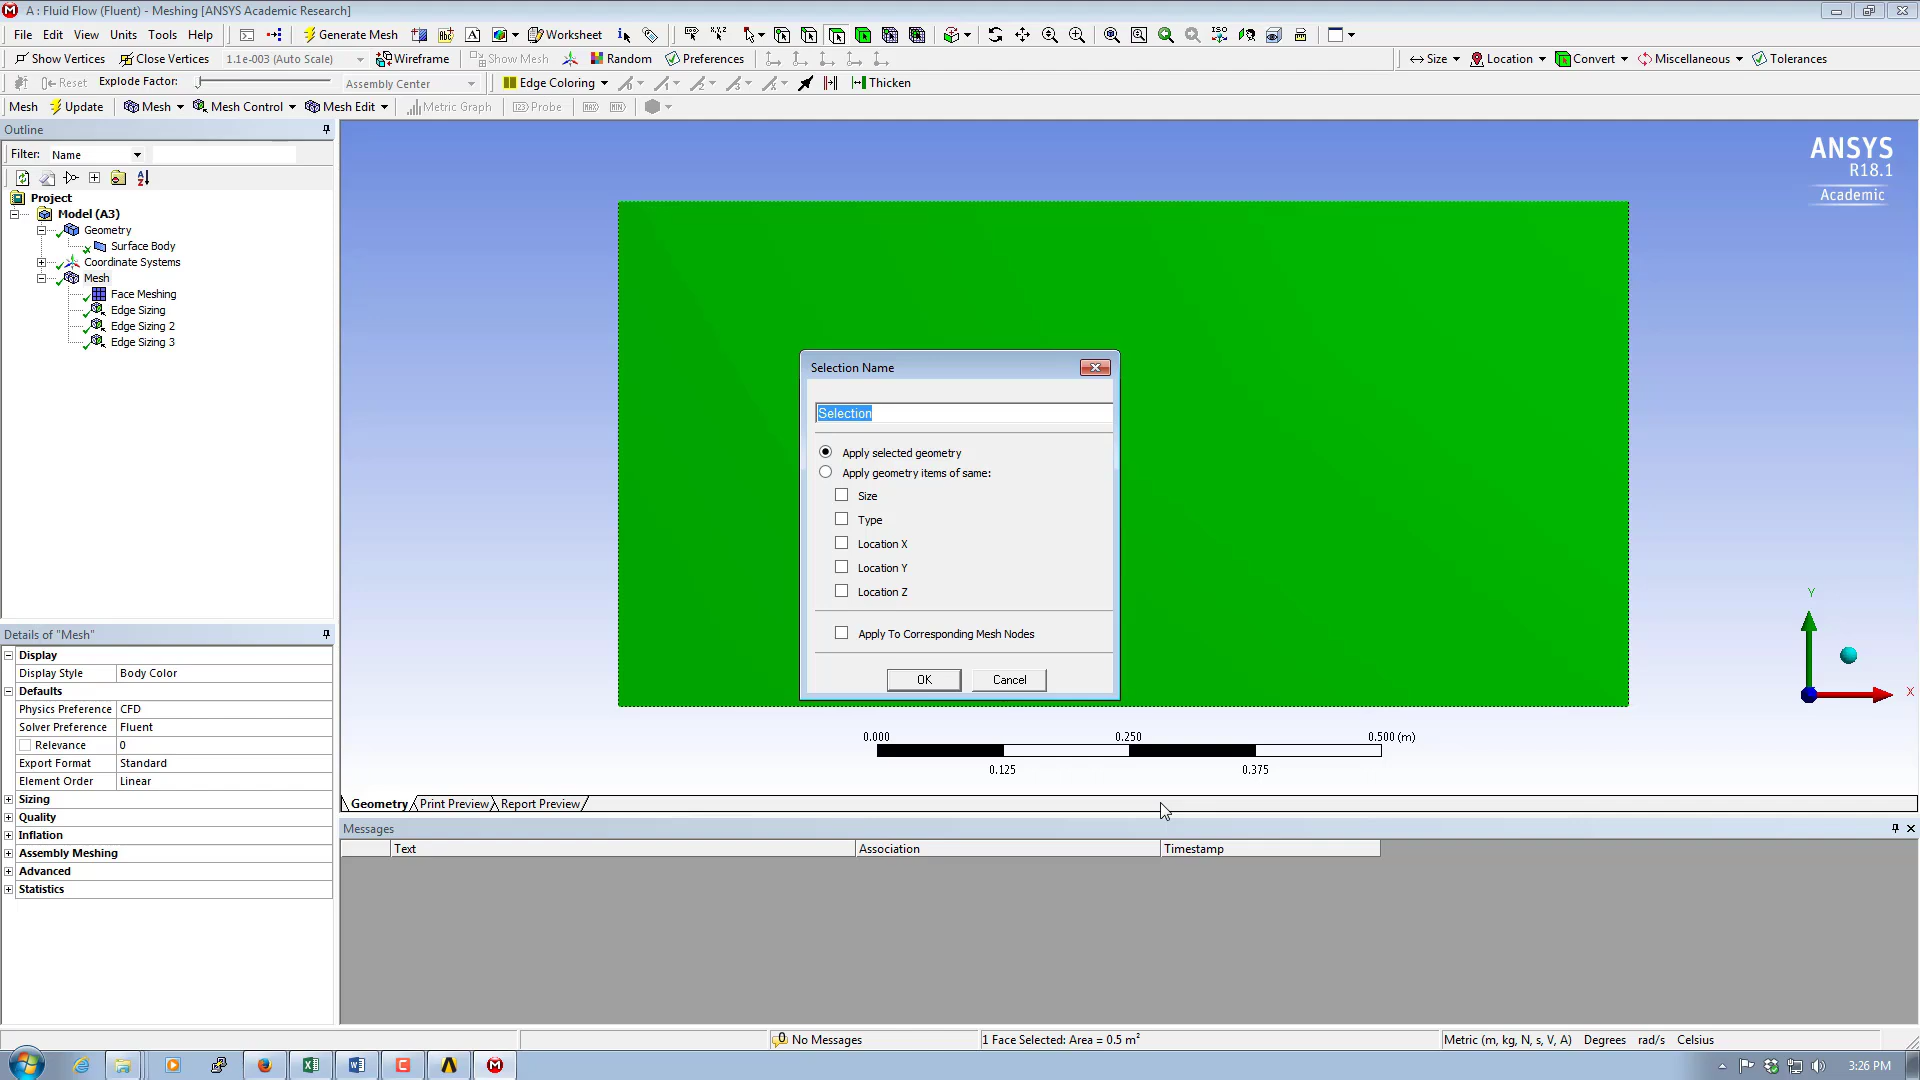 A : Fluid Flow (Fluent) - Meshing [ANSYS Academic Research]
File Edit View Units Tools Help Generate Mesh Worksheet
Show Vertices Close Vertices 1.1e-003 (Auto Scale) Wireframe Show Mesh Random Preferences Size Location Convert Miscellaneous Tolerances
Reset Explode Factor: Assembly Center Edge Coloring Thicken
Mesh Update Mesh Mesh Control Mesh Edit Metric Graph Probe MAX MIN
Outline
Filter: Name
Project
Model (A3)
Geometry
Surface Body
Coordinate Systems
Mesh
Face Meshing
Edge Sizing
Edge Sizing 2
Edge Sizing 3
Details of "Mesh"
Display
Display Style Body Color
Defaults
Physics Preference CFD
Solver Preference Fluent
Relevance 0
Export Format Standard
Element Order Linear
Sizing
Quality
Inflation
Assembly Meshing
Advanced
Statistics
ANSYS
R18.1
Academic
Selection Name
Selection
Apply selected geometry
Apply geometry items of same:
Size
Type
Location X
Location Y
Location Z
Apply To Corresponding Mesh Nodes
OK Cancel
Y
X
0.000 0.250 0.500 (m)
0.125 0.375
Geometry Print Preview Report Preview
Messages
Text Association Timestamp
No Messages 1 Face Selected: Area = 0.5 m² Metric (m, kg, N, s, V, A) Degrees rad/s Celsius
3:26 PM